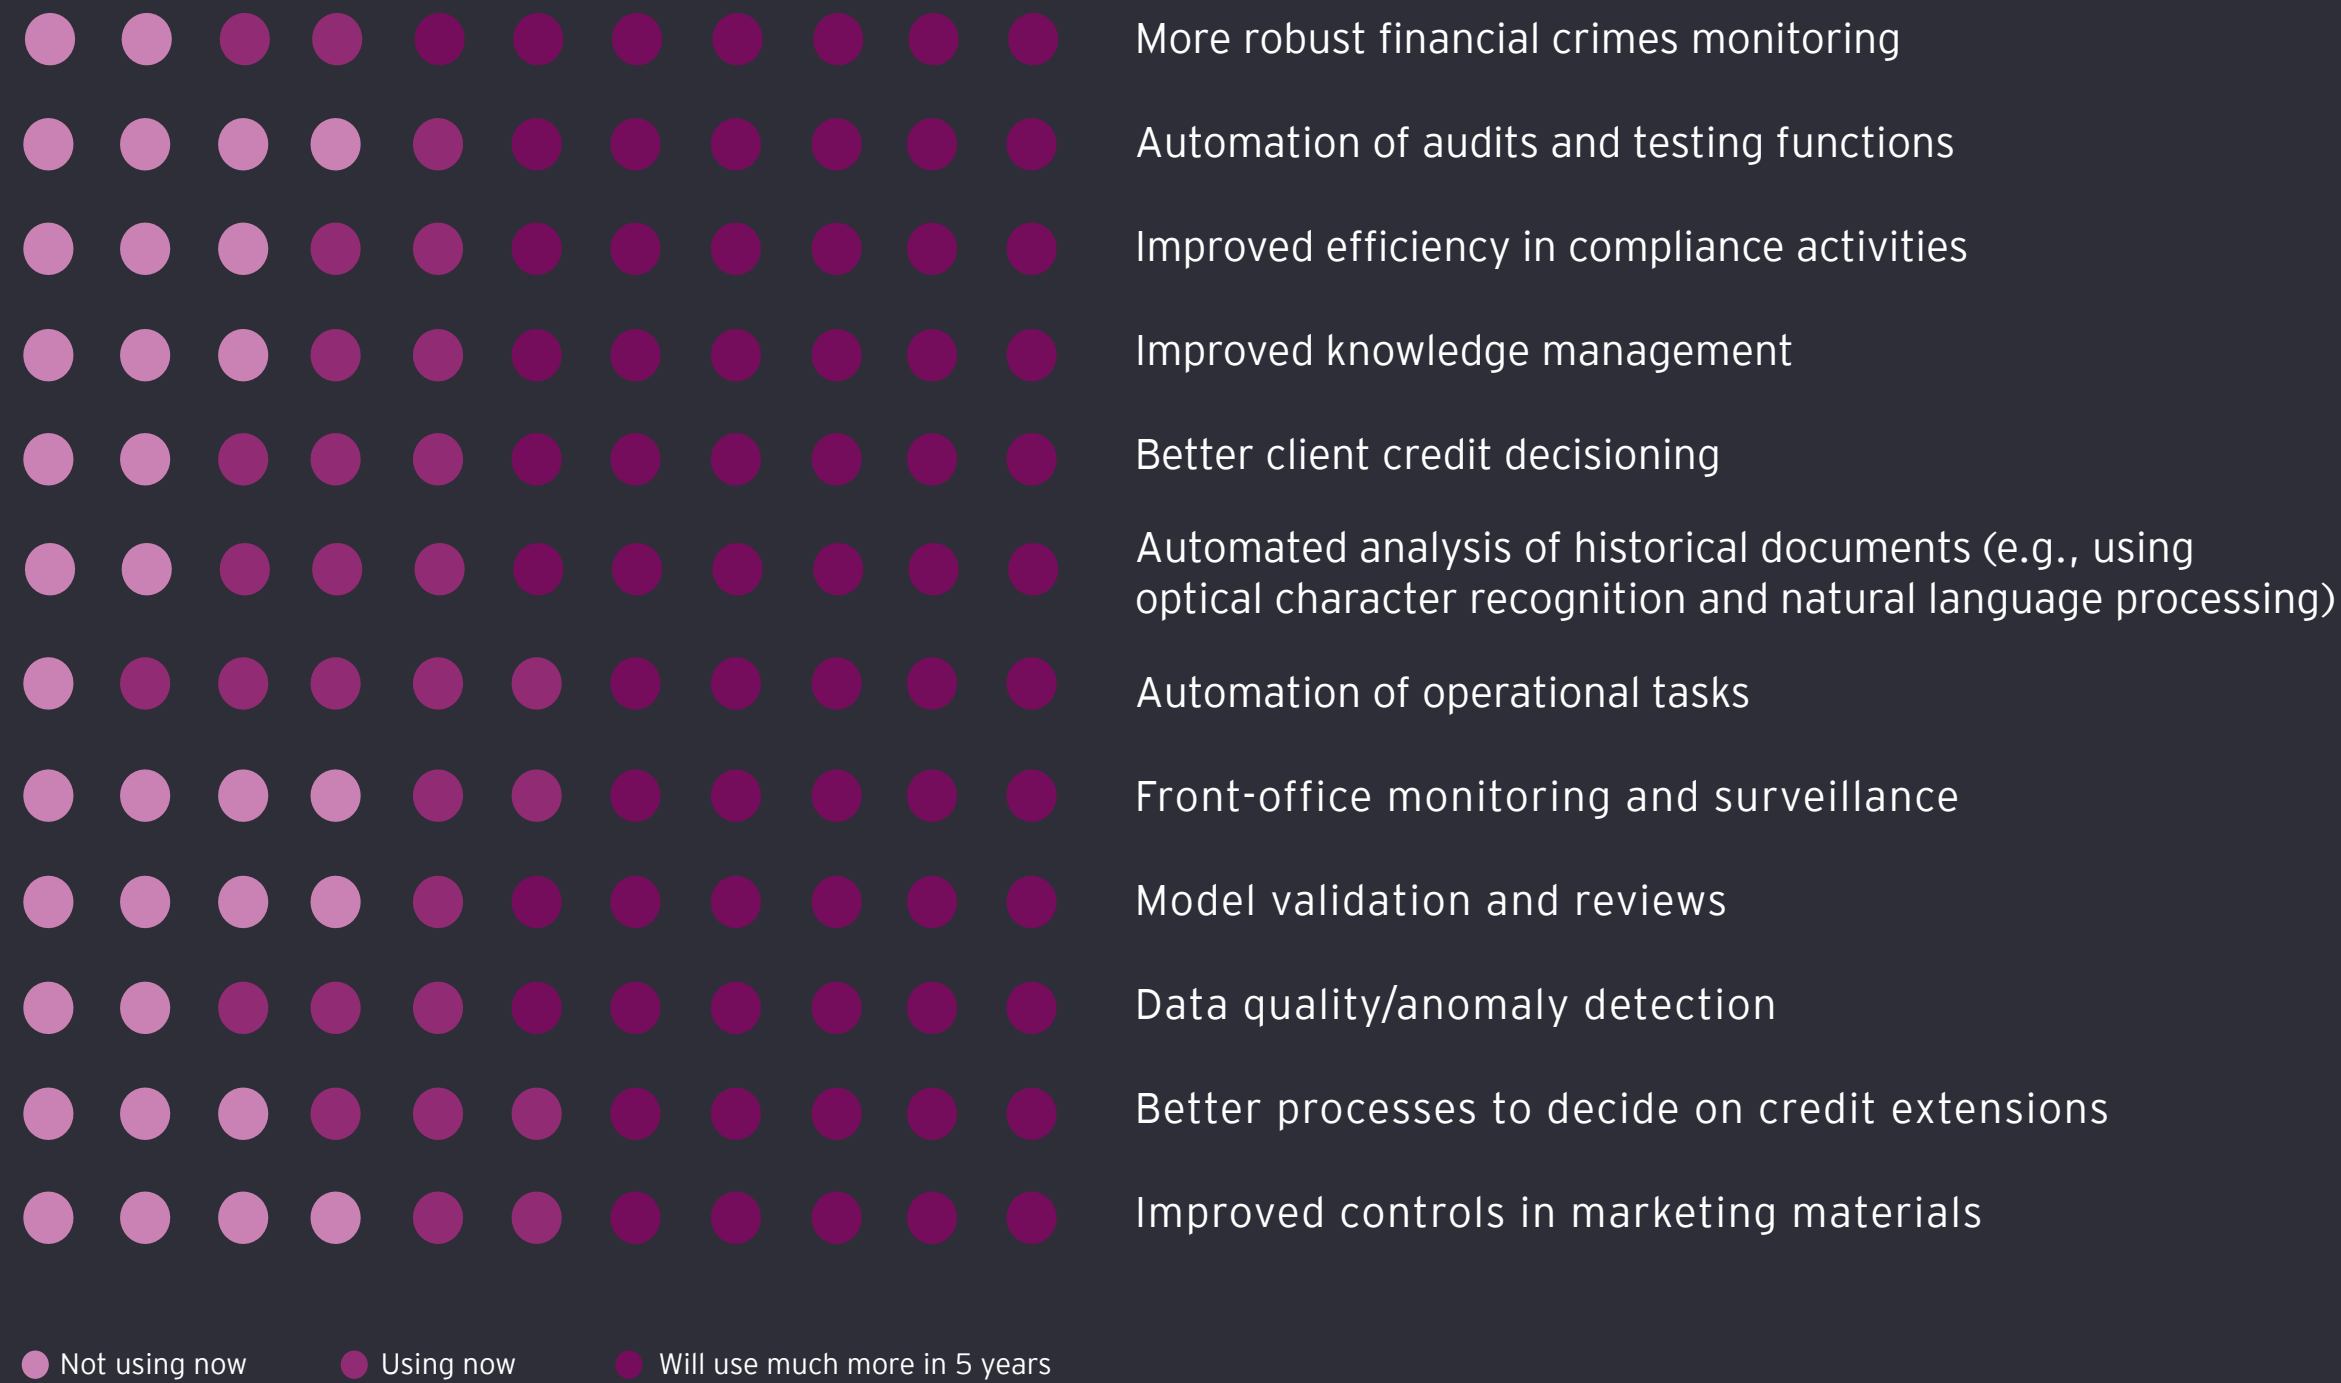 More robust financial crimes monitoring
Automation of audits and testing functions
Improved efficiency in compliance activities
Improved knowledge management
Better client credit decisioning
Automated analysis of historical documents (e.g., using
optical character recognition and natural language processing)
Automation of operational tasks
Front-office monitoring and surveillance
Model validation and reviews
Data quality/anomaly detection
Better processes to decide on credit extensions
Improved controls in marketing materials
Not using now
Using now
Will use much more in 5 years